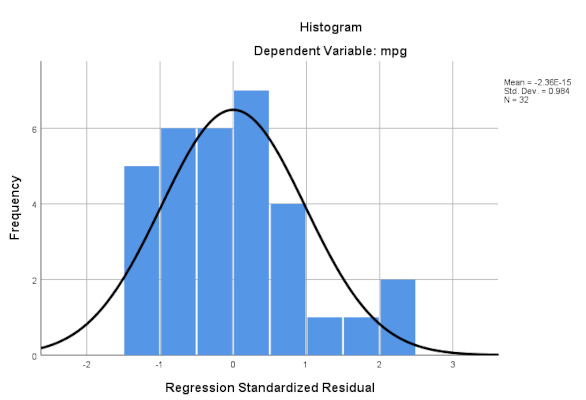 Histogram
Dependent Variable: mpg
Mean = -2.36E-15
Std. Dev. = 0.984
N = 32
Frequency
6
4
2
0
-2
-1
0
1
2
3
Regression Standardized Residual